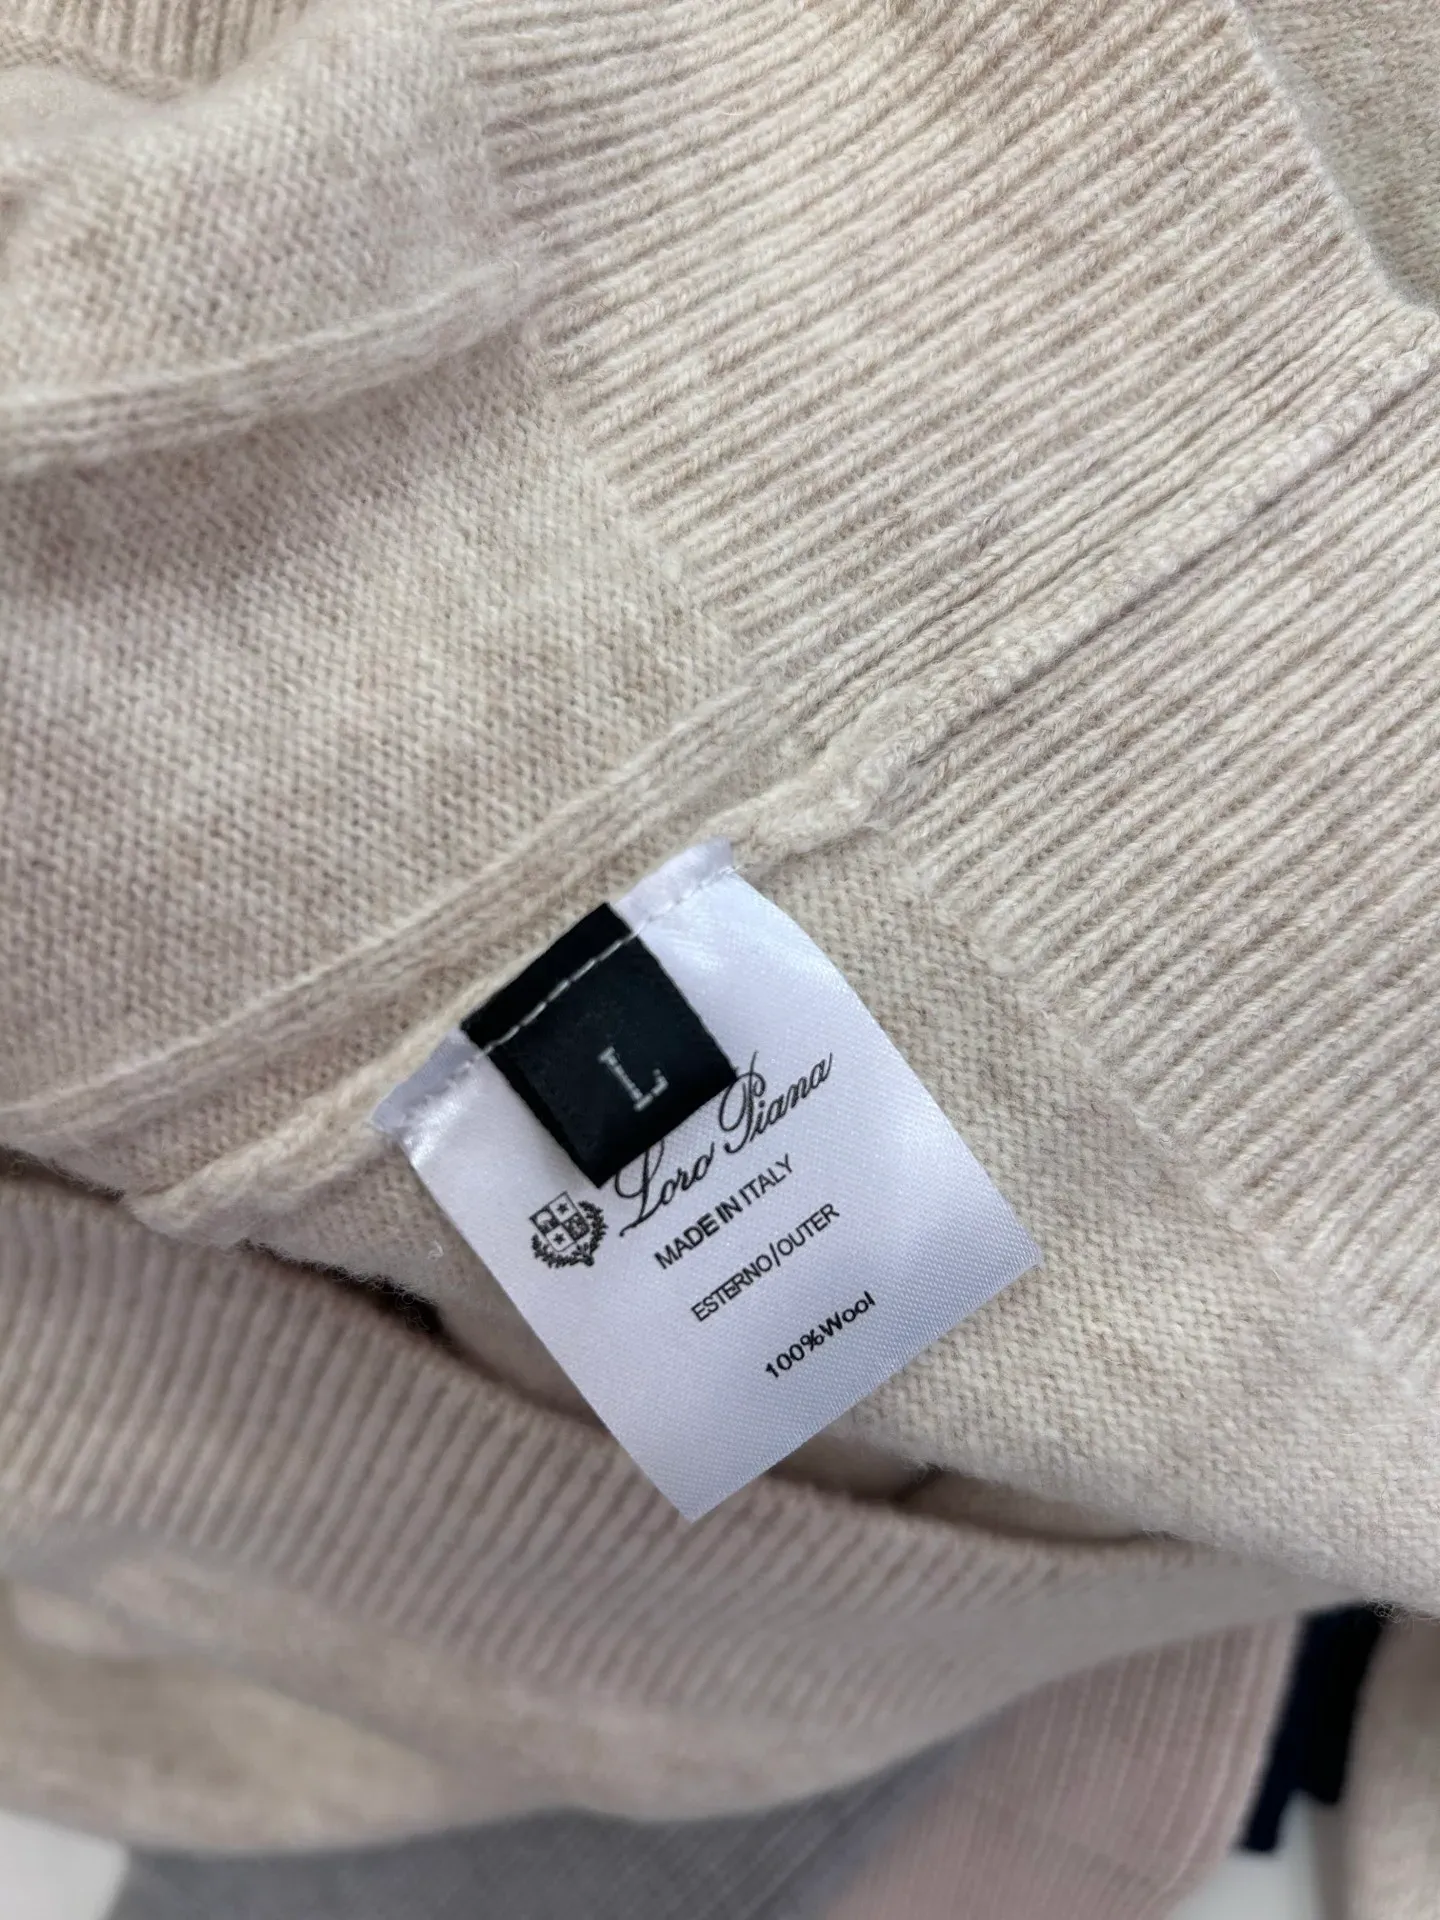 L
Loro Piana
MADE IN ITALY
ESTERNO/OUTER
100%Wool